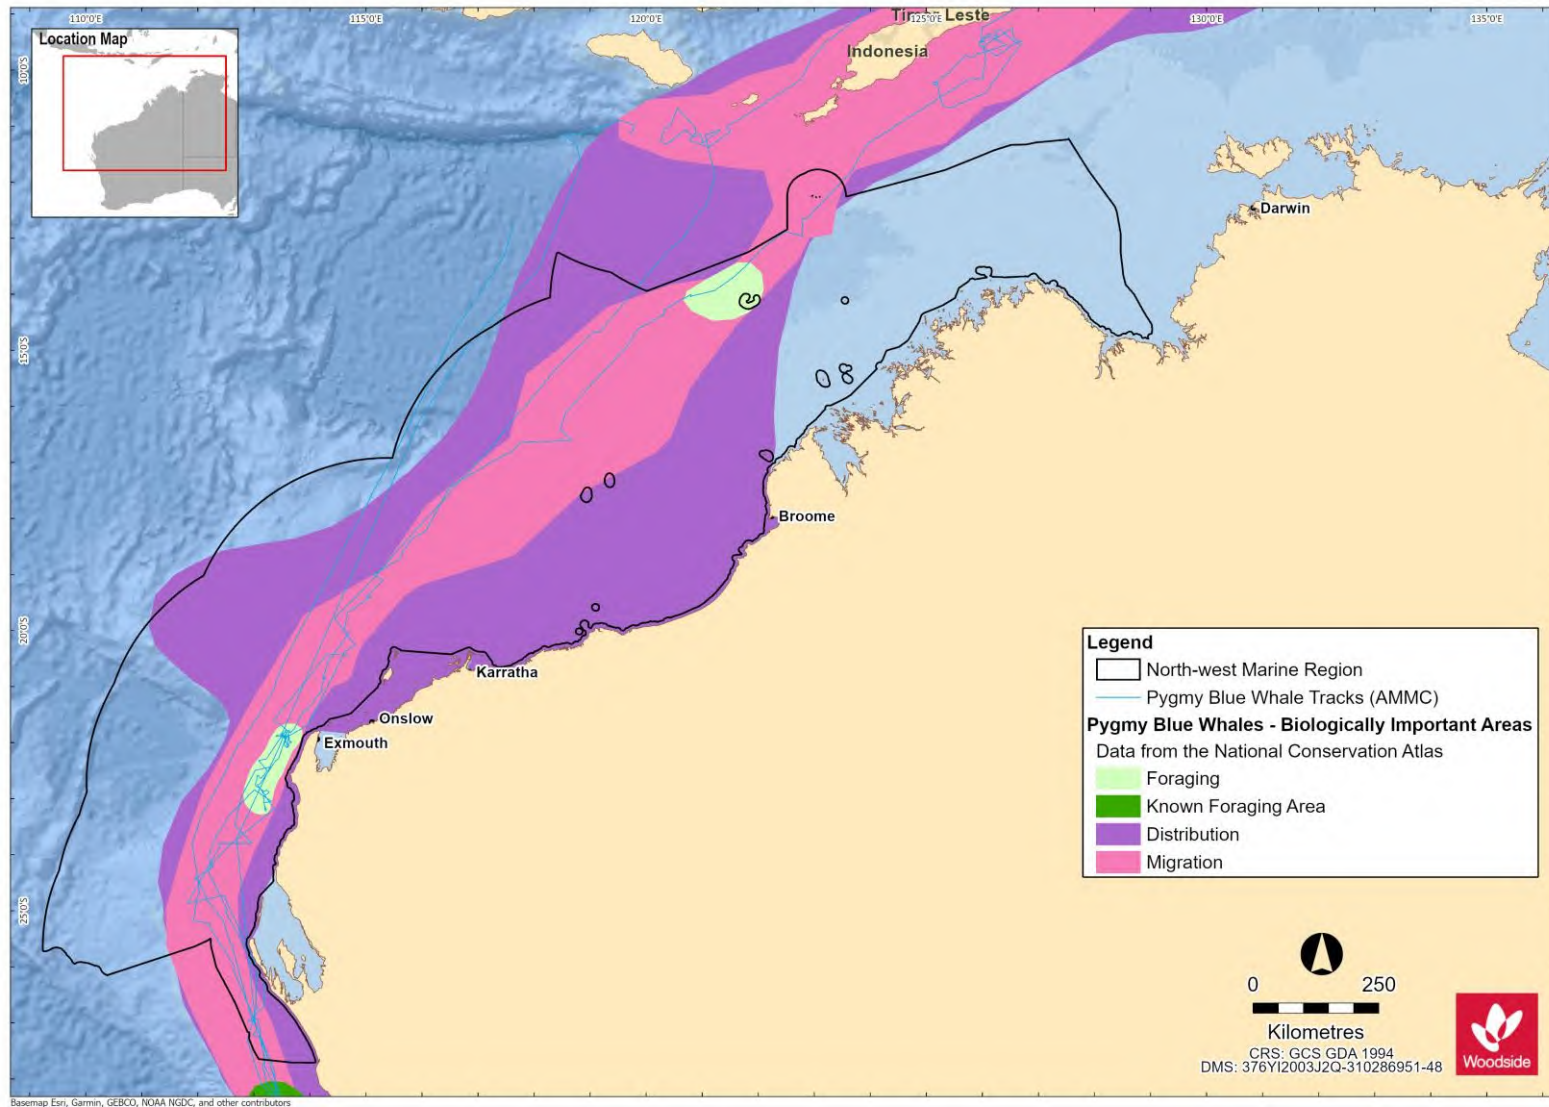 110°0'E
115°0'E
120°0'E
125°0'E
130°0'E
135°0'E
Location Map
Leste
Indonesia
10°0'S
Darwin
15°0'S
Broome
20°0'S
Karratha
Onslow
Exmouth
25°0'S
Legend
North-west Marine Region
Pygmy Blue Whale Tracks (AMMC)
Pygmy Blue Whales - Biologically Important Areas
Data from the National Conservation Atlas
Foraging
Known Foraging Area
Distribution
Migration
0 250
Kilometres
CRS: GCS GDA 1994
DMS: 376YI2003J2Q-310286951-48
Woodside
Basemap Esri, Garmin, GEBCO, NOAA NGDC, and other contributors